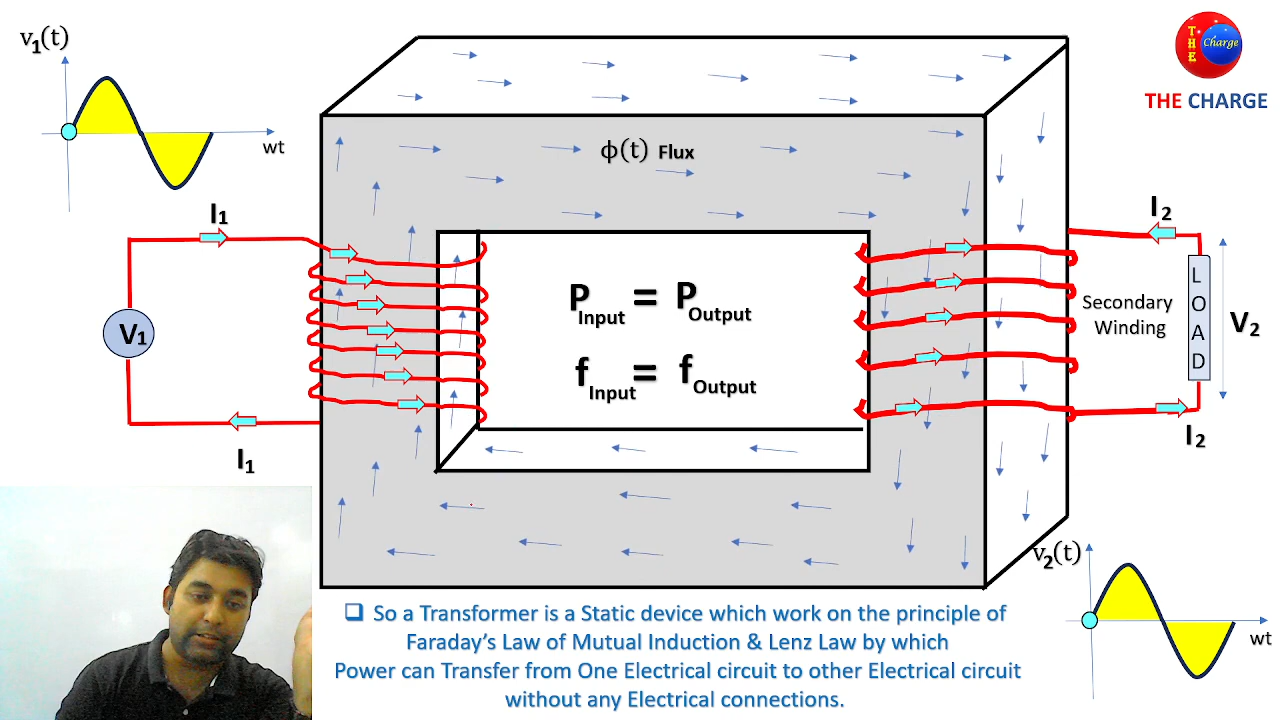 v1(t)
wt
THE
Charge
THE CHARGE
ϕ(t) Flux
I1
I1
V1
PInput = POutput
fInput = fOutput
I2
I2
Secondary
Winding
LOAD
V2
v2(t)
wt
❑ So a Transformer is a Static device which work on the principle of
Faraday's Law of Mutual Induction & Lenz Law by which
Power can Transfer from One Electrical circuit to other Electrical circuit
without any Electrical connections.